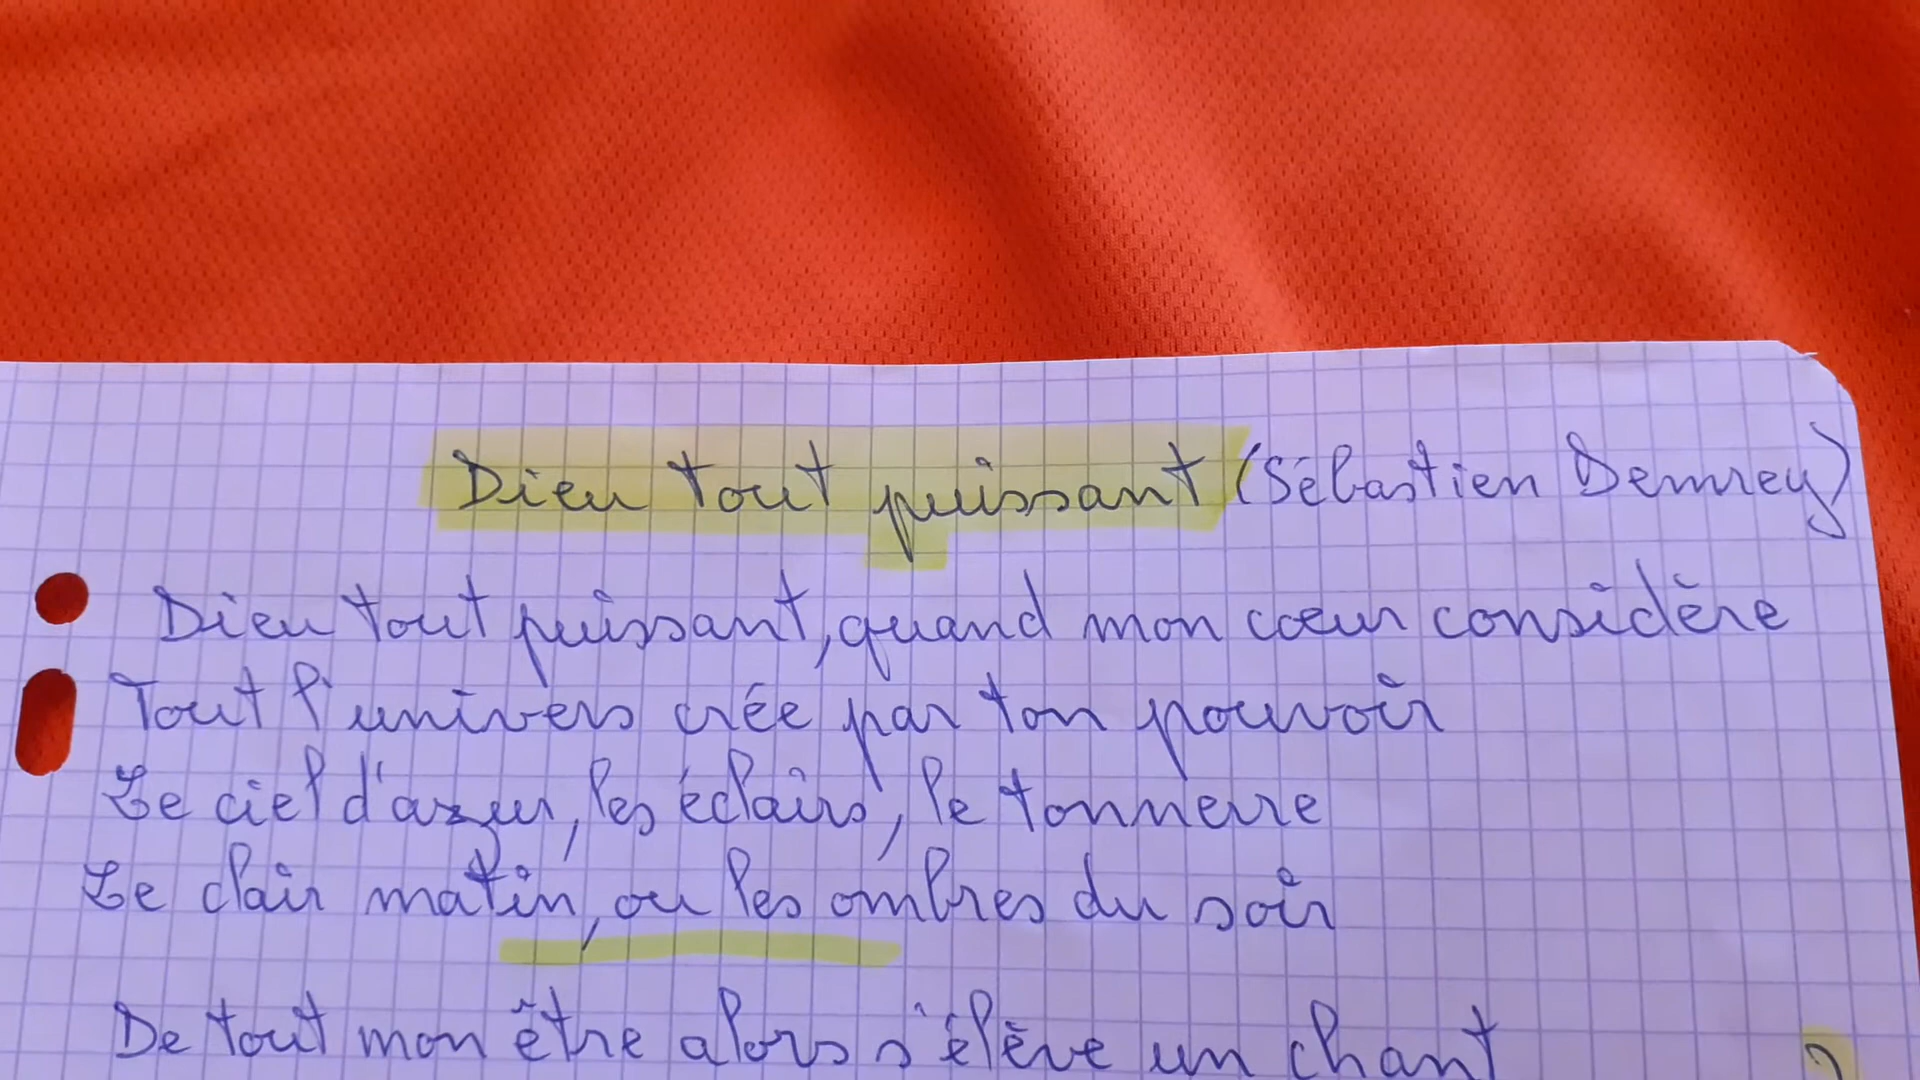 Dieu tout puissant (Sébastien Demrey)
Dieu tout puissant, quand mon cœur considère
Tout l'univers crée par ton pouvoir
Le ciel d'azur, les éclairs, le tonnerre
Le clair matin, ou les ombres du soir
De tout mon être alors s'élève un chant